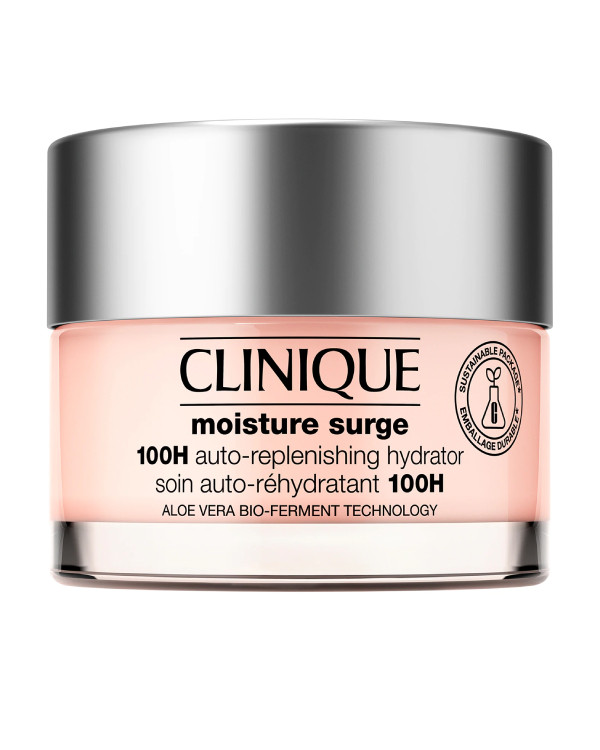 CLINIQUE
moisture surge
100H auto-replenishing hydrator
soin auto-réhydratant 100H
ALOE VERA BIO-FERMENT TECHNOLOGY
SUSTAINABLE PACKAGE+
EMBALLAGE DURABLE+
C